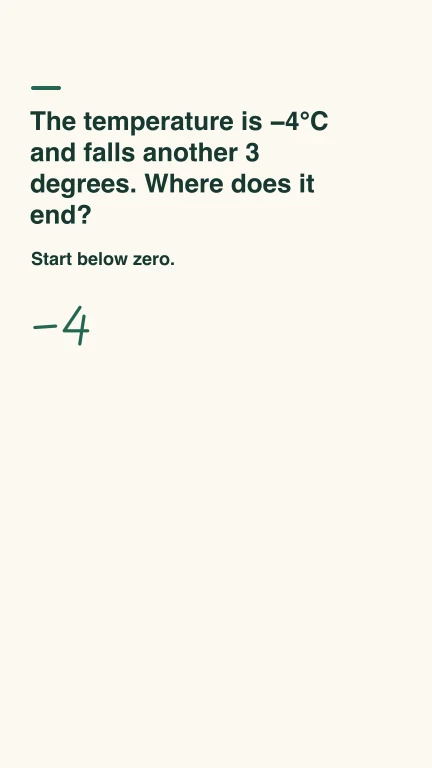 The temperature is −4°C
and falls another 3
degrees. Where does it
end?
Start below zero.
−4